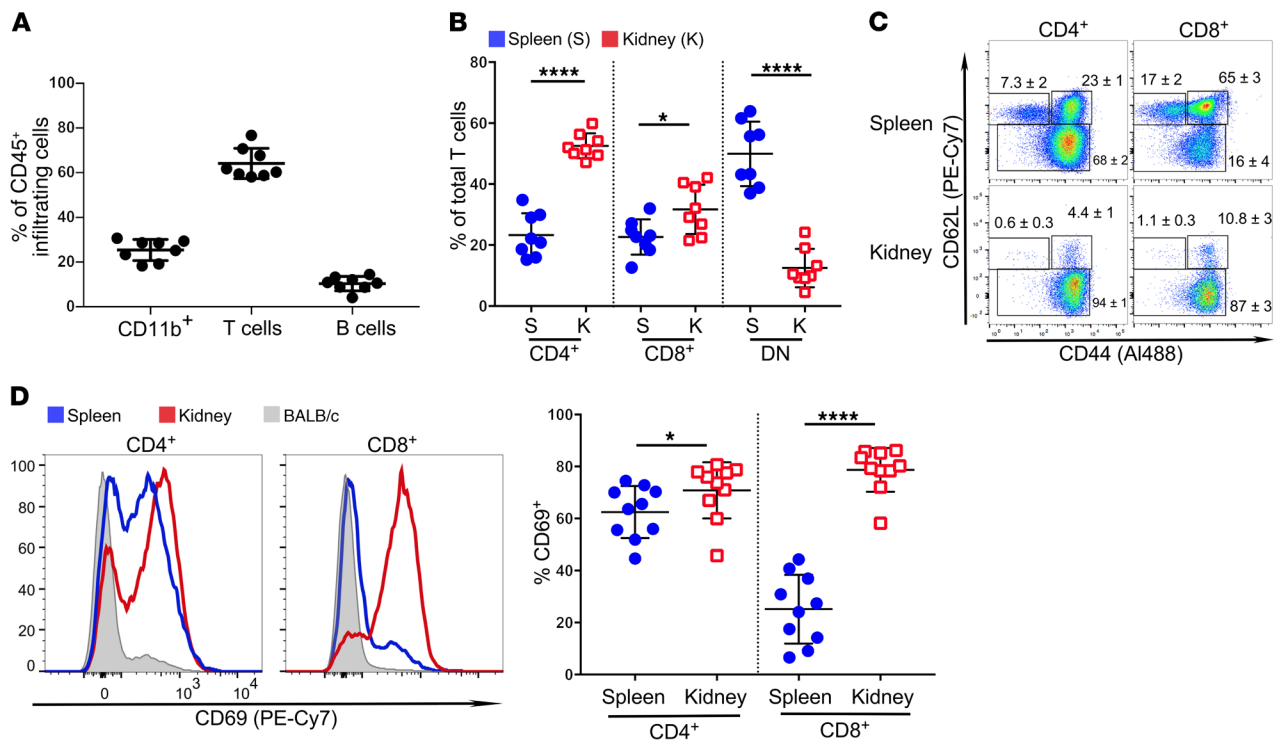 A
% of CD45+
infiltrating cells
100
80
60
40
20
0
CD11b+ T cells B cells
B
Spleen (S) Kidney (K)
% of total T cells
80
60
40
20
0
**** * ****
S K S K S K
CD4+ CD8+ DN
C
CD4+ CD8+
Spleen
7.3 ± 2 23 ± 1 17 ± 2 65 ± 3
68 ± 2 16 ± 4
Kidney
0.6 ± 0.3 4.4 ± 1 1.1 ± 0.3 10.8 ± 3
94 ± 1 87 ± 3
CD62L (PE-Cy7)
CD44 (Al488)
D
Spleen Kidney BALB/c
CD4+ CD8+
100
80
60
40
20
0
0 10³ 10⁴
CD69 (PE-Cy7)
% CD69+
100
80
60
40
20
0
* ****
Spleen Kidney Spleen Kidney
CD4+ CD8+